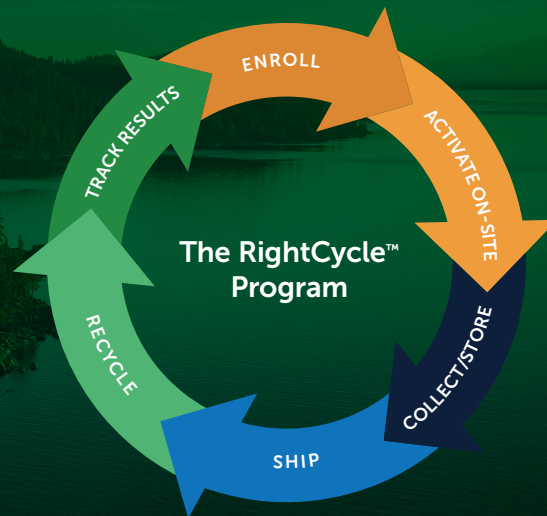 ENROLL
ACTIVATE ON-SITE
COLLECT/STORE
SHIP
RECYCLE
TRACK RESULTS
The RightCycle™
Program